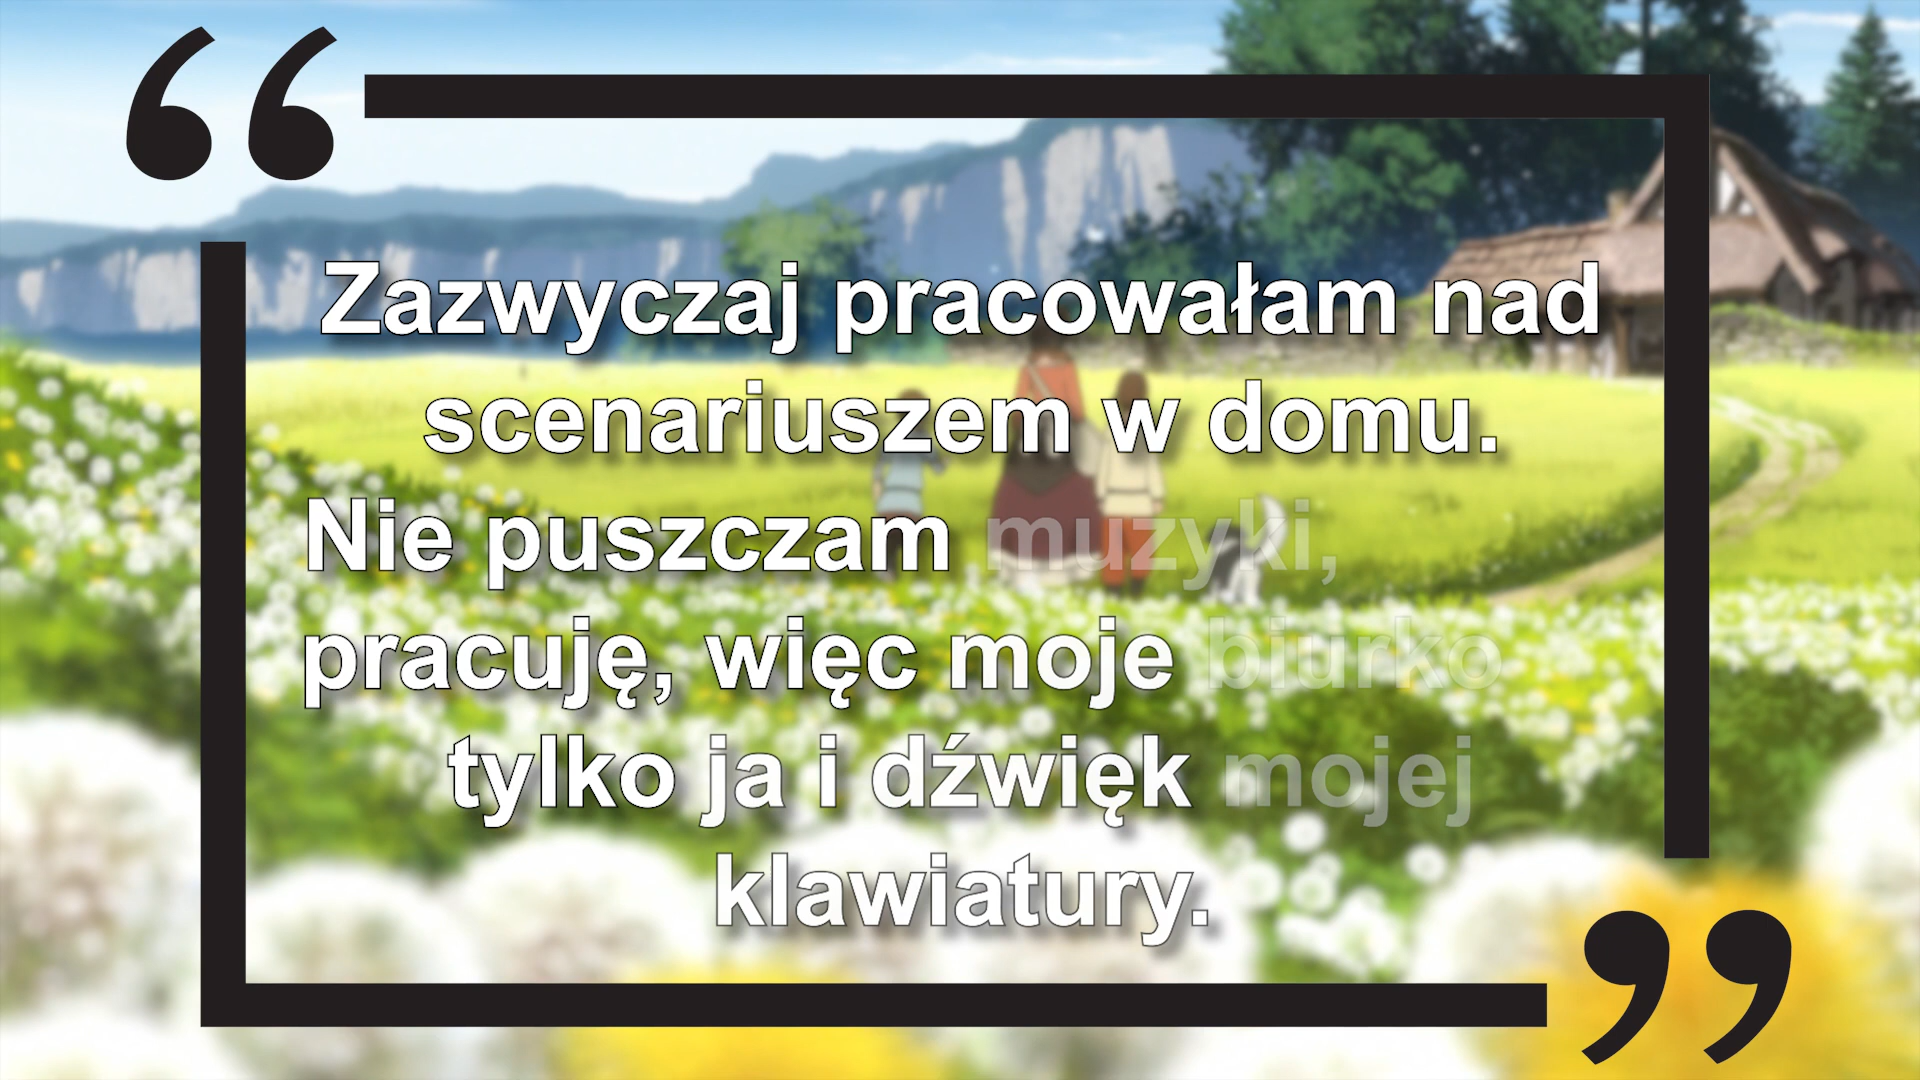 Zazwyczaj pracowałam nad
scenariuszem w domu.
Nie puszczam muzyki,
pracuję, więc moje biurko
tylko ja i dźwięk mojej
klawiatury.